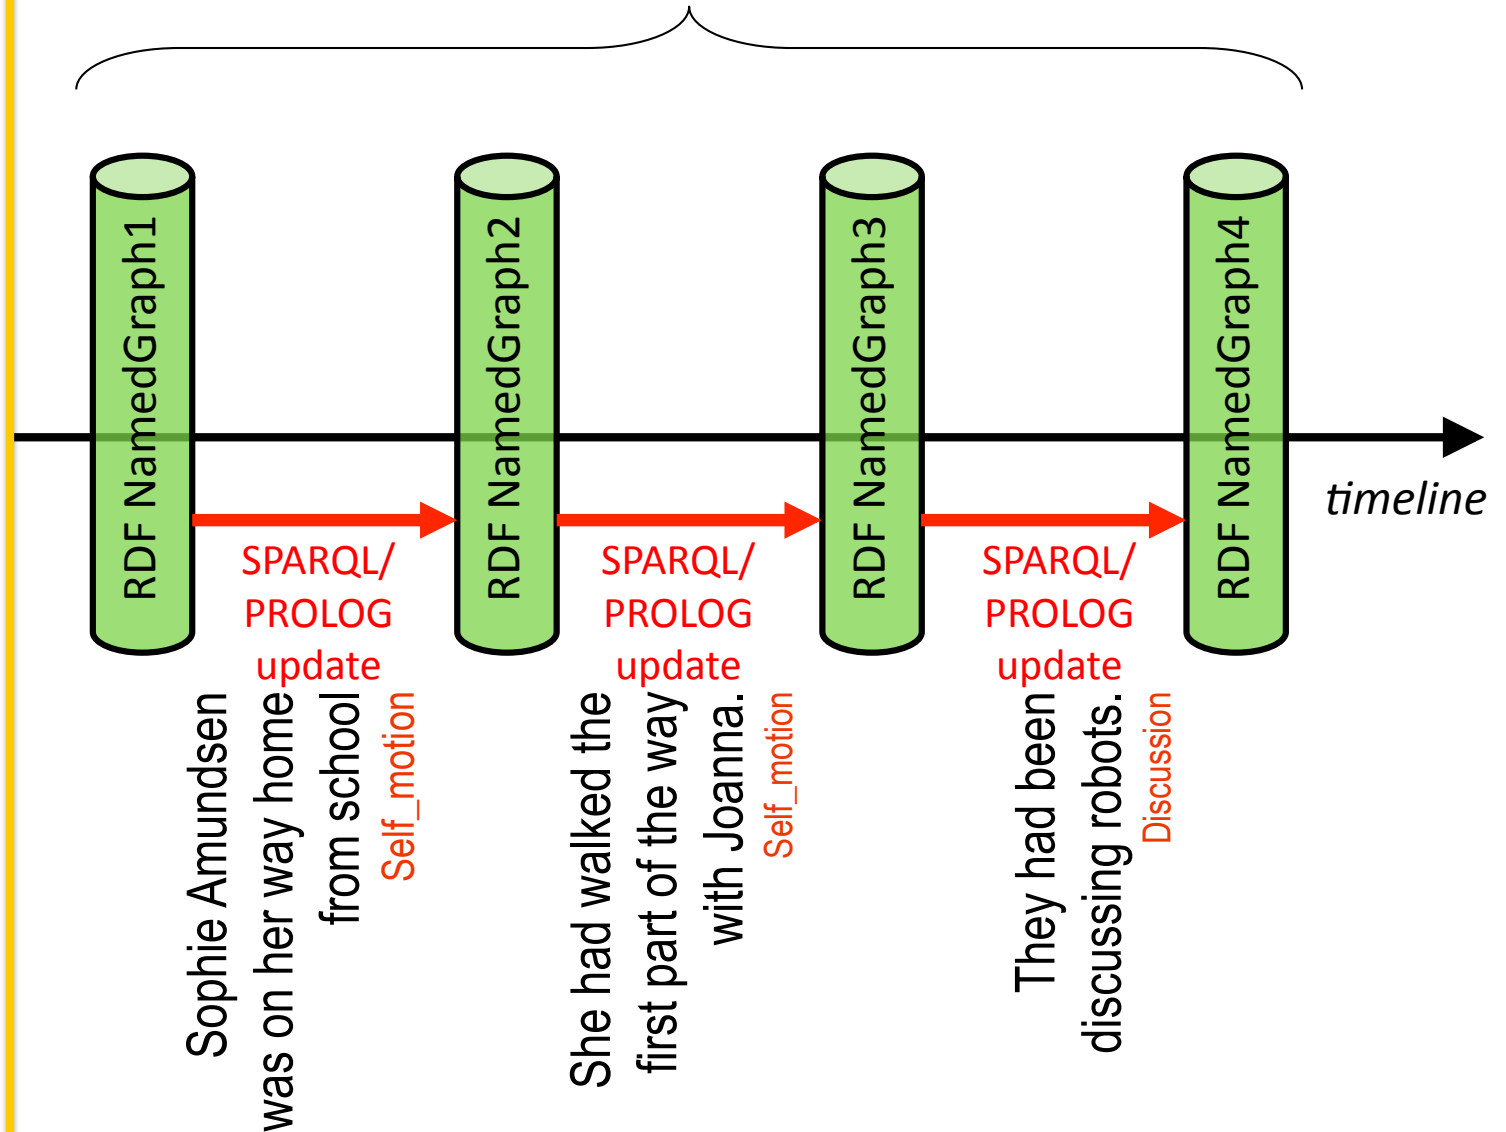 RDF NamedGraph1
RDF NamedGraph2
RDF NamedGraph3
RDF NamedGraph4
timeline
SPARQL/
PROLOG
update
SPARQL/
PROLOG
update
SPARQL/
PROLOG
update
Sophie Amundsen
was on her way home
from school
Self_motion
She had walked the
first part of the way
with Joanna.
Self_motion
They had been
discussing robots.
Discussion